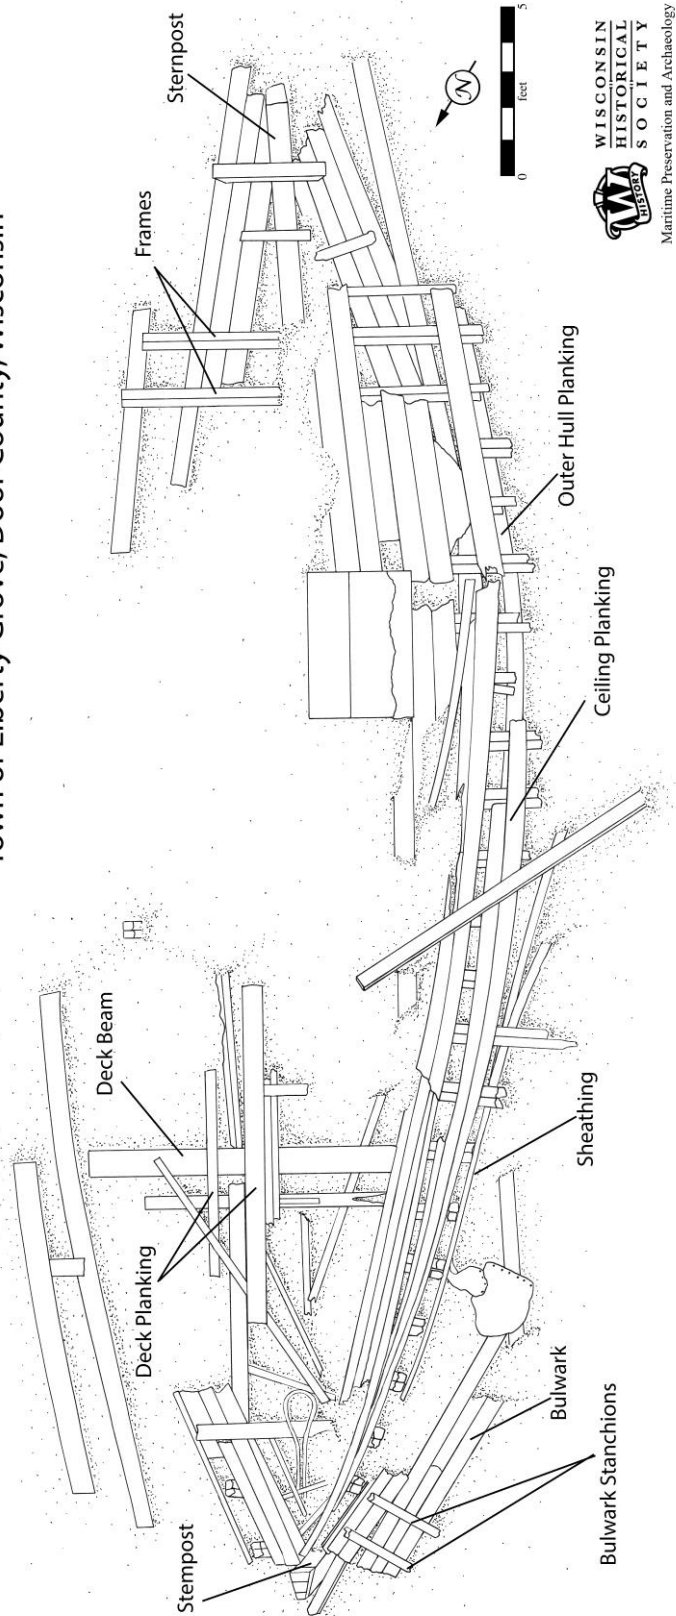 Town of Liberty Grove, Door County, Wisconsin
Deck Beam
Frames
Sternpost
Deck Planking
Stempost
N
0 5
feet
Outer Hull Planking
Ceiling Planking
Sheathing
Bulwark
Bulwark Stanchions
WI
HISTORY
WISCONSIN
HISTORICAL
SOCIETY
Maritime Preservation and Archaeology